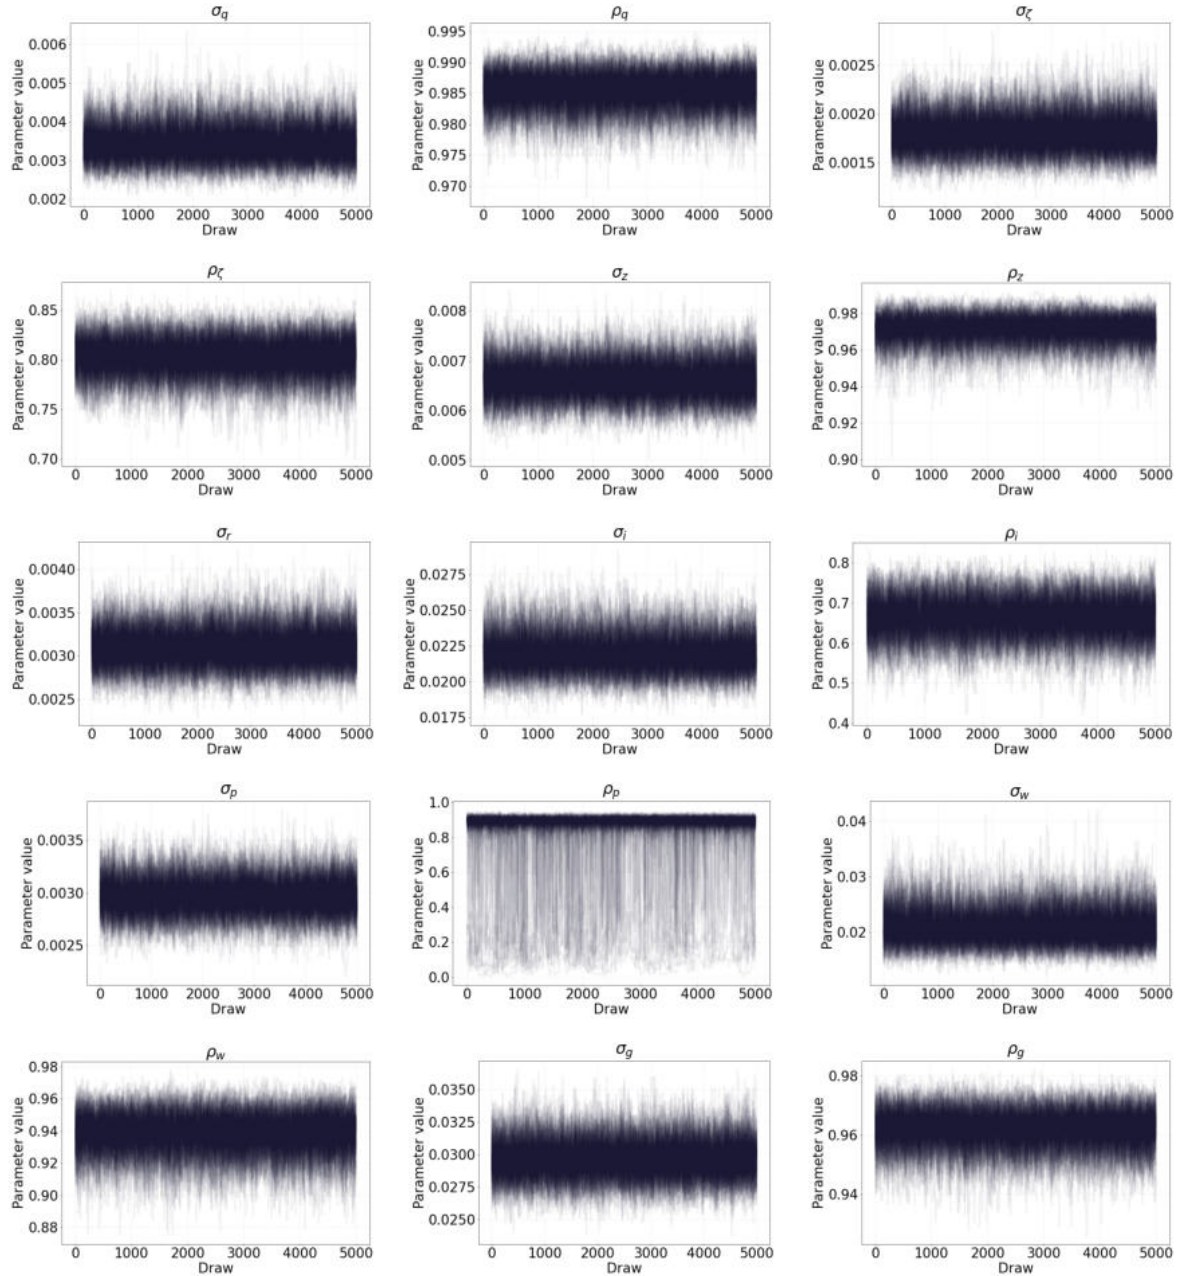 σ_q
Parameter value
0.006
0.005
0.004
0.003
0.002
0 1000 2000 3000 4000 5000
Draw
ρ_q
Parameter value
0.995
0.990
0.985
0.980
0.975
0.970
0 1000 2000 3000 4000 5000
Draw
σ_ζ
Parameter value
0.0025
0.0020
0.0015
0 1000 2000 3000 4000 5000
Draw
ρ_ζ
Parameter value
0.85
0.80
0.75
0.70
0 1000 2000 3000 4000 5000
Draw
σ_z
Parameter value
0.008
0.007
0.006
0.005
0 1000 2000 3000 4000 5000
Draw
ρ_z
Parameter value
0.98
0.96
0.94
0.92
0.90
0 1000 2000 3000 4000 5000
Draw
σ_r
Parameter value
0.0040
0.0035
0.0030
0.0025
0 1000 2000 3000 4000 5000
Draw
σ_i
Parameter value
0.0275
0.0250
0.0225
0.0200
0.0175
0 1000 2000 3000 4000 5000
Draw
ρ_i
Parameter value
0.8
0.7
0.6
0.5
0.4
0 1000 2000 3000 4000 5000
Draw
σ_p
Parameter value
0.0035
0.0030
0.0025
0 1000 2000 3000 4000 5000
Draw
ρ_p
Parameter value
1.0
0.8
0.6
0.4
0.2
0.0
0 1000 2000 3000 4000 5000
Draw
σ_w
Parameter value
0.04
0.03
0.02
0 1000 2000 3000 4000 5000
Draw
ρ_w
Parameter value
0.98
0.96
0.94
0.92
0.90
0.88
0 1000 2000 3000 4000 5000
Draw
σ_g
Parameter value
0.0350
0.0325
0.0300
0.0275
0.0250
0 1000 2000 3000 4000 5000
Draw
ρ_g
Parameter value
0.98
0.96
0.94
0 1000 2000 3000 4000 5000
Draw